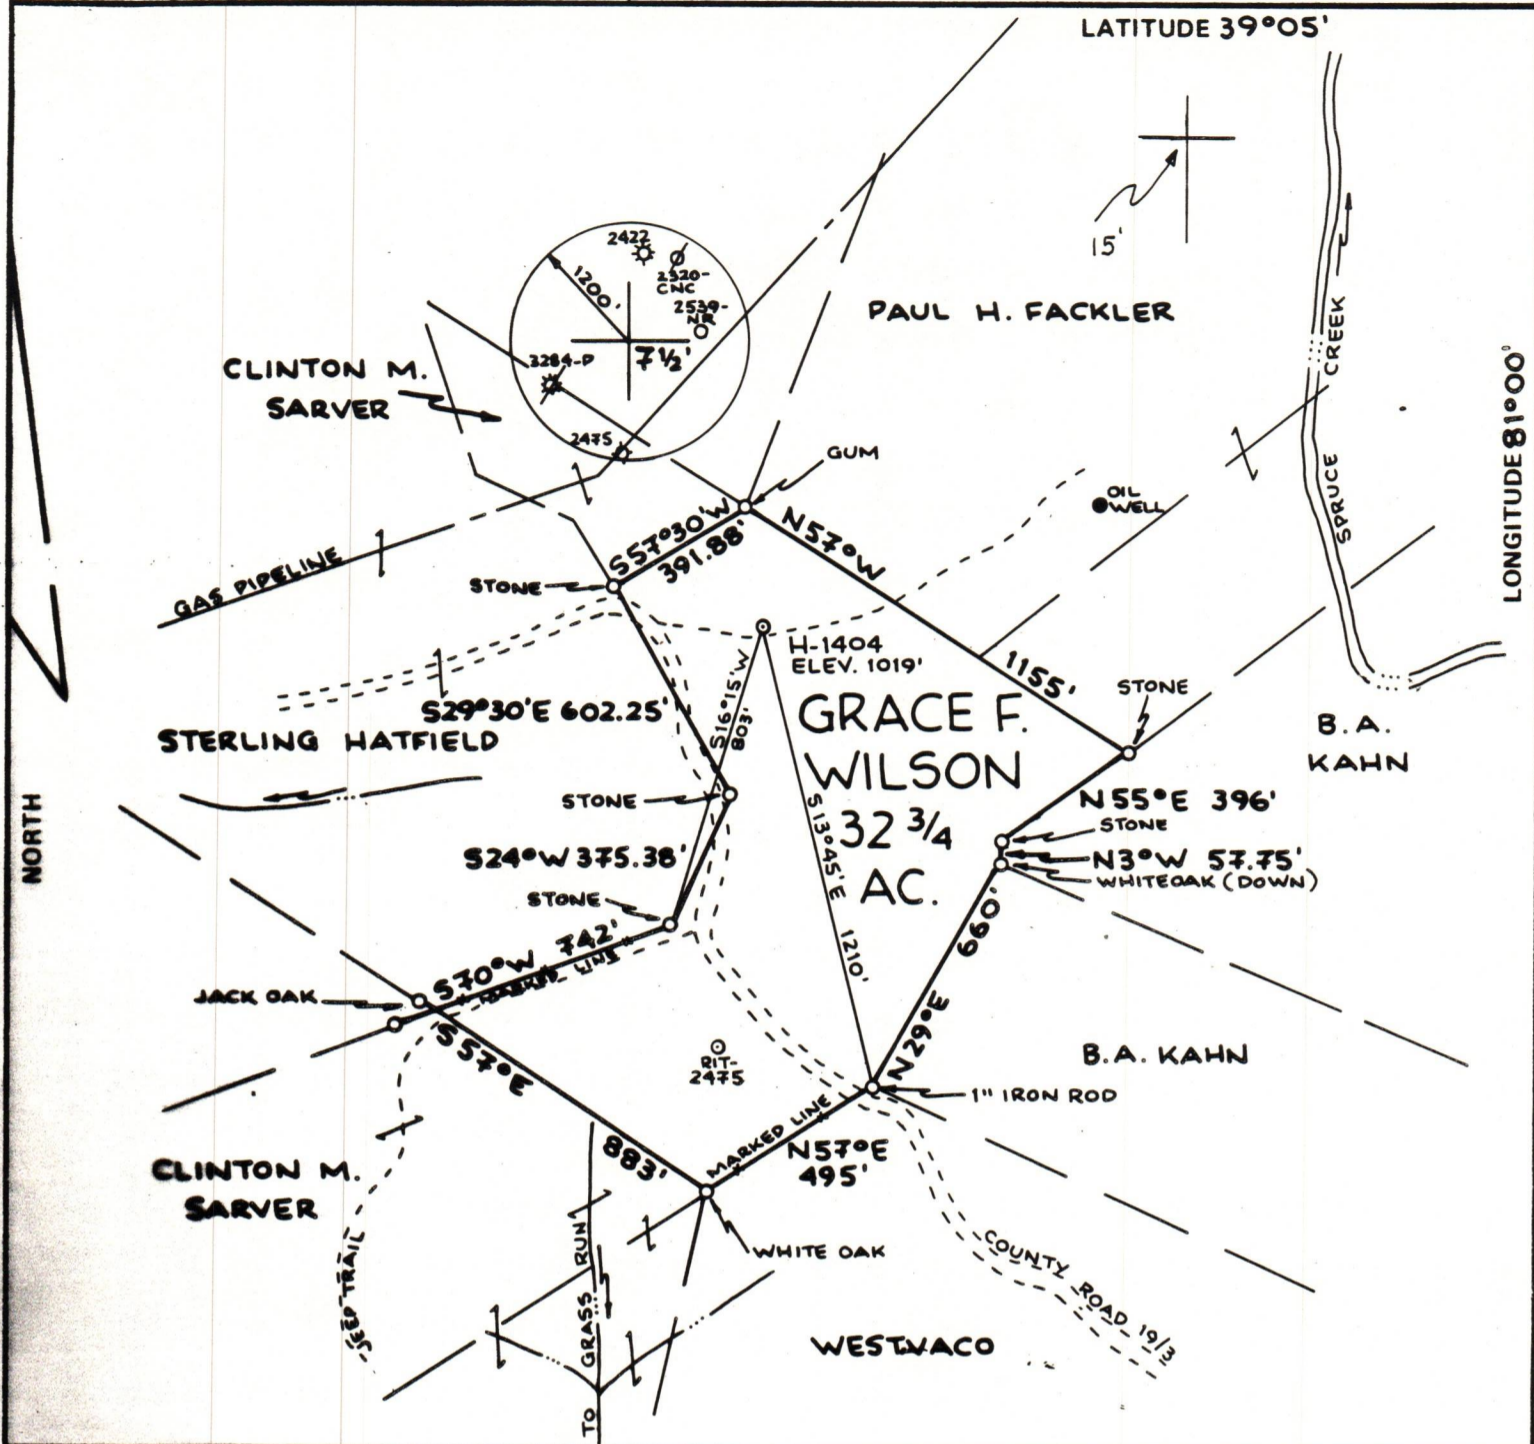 LATITUDE 39°05'
15'
2422
2320-
CNC
1200'
2539-
NR
7 1/2'
3284-P
2475
PAUL H. FACKLER
CLINTON M.
SARVER
SPRUCE CREEK
LONGITUDE 81°00'
GUM
OIL
WELL
S57°30'W
391.88'
N57°W
1155'
GAS PIPELINE
STONE
H-1404
ELEV. 1019'
S16°15'W
803'
STONE
S29°30'E 602.25'
GRACE F.
WILSON
32 3/4
AC.
B.A.
KAHN
STERLING HATFIELD
STONE
S13°45'E 1210'
N55°E 396'
STONE
N3°W 57.75'
WHITEOAK (DOWN)
NORTH
S24°W 375.38'
STONE
660'
N29°E
S70°W 742'
MARKED LINE
JACK OAK
S57°E
883'
RIT-
2475
B.A. KAHN
1" IRON ROD
MARKED LINE
N57°E
495'
CLINTON M.
SARVER
WHITE OAK
JEEP TRAIL
TO GRASS RUN
COUNTY ROAD 19/3
WESTVACO